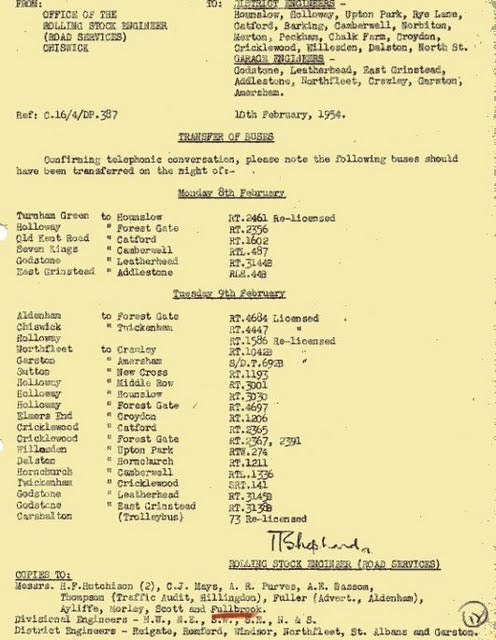 FROM:
OFFICE OF THE
ROLLING STOCK ENGINEER
(ROAD SERVICES)
CHISWICK
TO: DISTRICT ENGINEERS -
Hounslow, Holloway, Upton Park, Rye Lane,
Catford, Barking, Camberwell, Norbiton,
Merton, Peckham, Chalk Farm, Croydon,
Cricklewood, Willesden, Dalston, North St.
GARAGE ENGINEERS -
Godstone, Leatherhead, East Grinstead,
Addlestone, Northfleet, Crawley, Garston,
Amersham.
Ref: C.16/4/DP.387 10th February, 1954.
TRANSFER OF BUSES
Confirming telephonic conversation, please note the following buses should
have been transferred on the night of:-
Monday 8th February
Turnham Green to Hounslow RT.2461 Re-licensed
Holloway " Forest Gate RT.2356
Old Kent Road " Catford RT.1602
Seven Kings " Camberwell RTL.487
Godstone " Leatherhead RT.3144B
East Grinstead " Addlestone RLH.44B
Tuesday 9th February
Aldenham to Forest Gate RT.4684 Licensed
Chiswick " Twickenham RT.4447 "
Holloway RT.1586 Re-licensed
Northfleet to Crawley RT.1042B "
Garston " Amersham S/D.T.692B "
Sutton " New Cross RT.1193
Holloway " Middle Row RT.3001
Holloway " Hounslow RT.3030
Holloway " Forest Gate RT.4697
Elmers End " Croydon RT.1206
Cricklewood " Catford RT.2365
Cricklewood " Forest Gate RT.2367, 2391
Willesden " Upton Park RTW.274
Dalston " Hornchurch RT.1211
Hornchurch " Camberwell RTL.1336
Twickenham " Cricklewood SRT.141
Godstone " Leatherhead RT.3145B
Godstone " East Grinstead RT.3138B
Carshalton (Trolleybus) 73 Re-licensed
Shepherd
ROLLING STOCK ENGINEER (ROAD SERVICES)
COPIES TO:
Messrs. H.F.Hutchison (2), C.J. Mays, A. R. Purves, A.E. Bassom,
Thompson (Traffic Audit, Hillingdon), Fuller (Advert., Aldenham),
Ayliffe, Morley, Scott and Fullbrook.
Divisional Engineers - N.W., N.E., S.W., S.E., N. & S.
District Engineers - Reigate, Romford, Windsor, Northfleet, St. Albans and Garston.